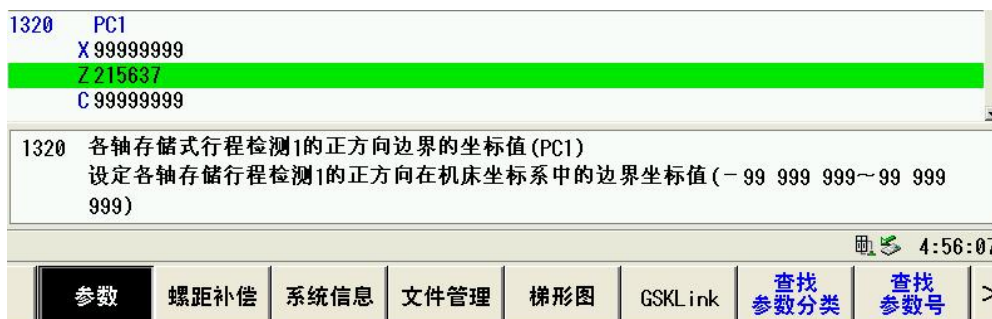 1320 PC1
X 99999999
Z 215637
C 99999999
1320 各轴存储式行程检测1的正方向边界的坐标值(PC1)
设定各轴存储行程检测1的正方向在机床坐标系中的边界坐标值(－99 999 999～99 999
999)
4:56:07
参数 螺距补偿 系统信息 文件管理 梯形图 GSKLink 查找 查找 >
参数分类 参数号